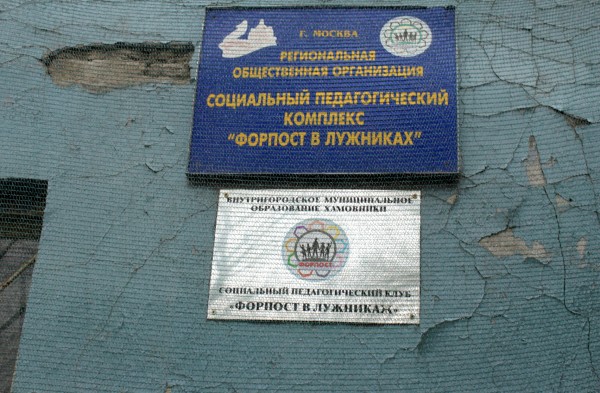 Г. МОСКВА
РЕГИОНАЛЬНАЯ
ОБЩЕСТВЕННАЯ ОРГАНИЗАЦИЯ
СОЦИАЛЬНЫЙ ПЕДАГОГИЧЕСКИЙ
КОМПЛЕКС
"ФОРПОСТ В ЛУЖНИКАХ"
ВНУТРИГОРОДСКОЕ МУНИЦИПАЛЬНОЕ
ОБРАЗОВАНИЕ ХАМОВНИКИ
ФОРПОСТ
СОЦИАЛЬНЫЙ ПЕДАГОГИЧЕСКИЙ КЛУБ
«ФОРПОСТ В ЛУЖНИКАХ»